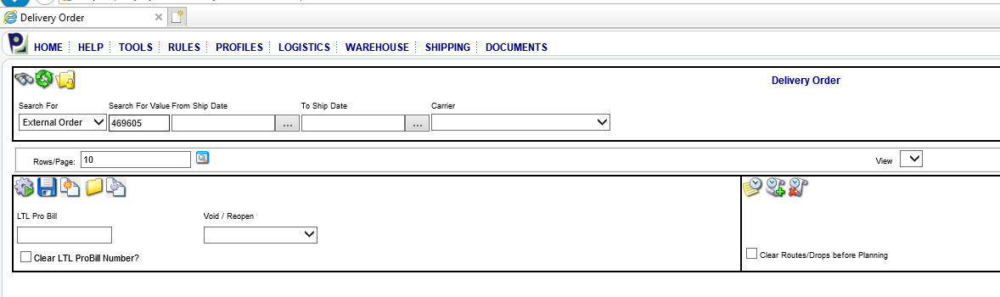 Delivery Order
HOME HELP TOOLS RULES PROFILES LOGISTICS WAREHOUSE SHIPPING DOCUMENTS
Delivery Order
Search For Search For Value From Ship Date To Ship Date Carrier
External Order 469605 ... ...
Rows/Page: 10 View
LTL Pro Bill Void / Reopen
Clear LTL ProBill Number? Clear Routes/Drops before Planning